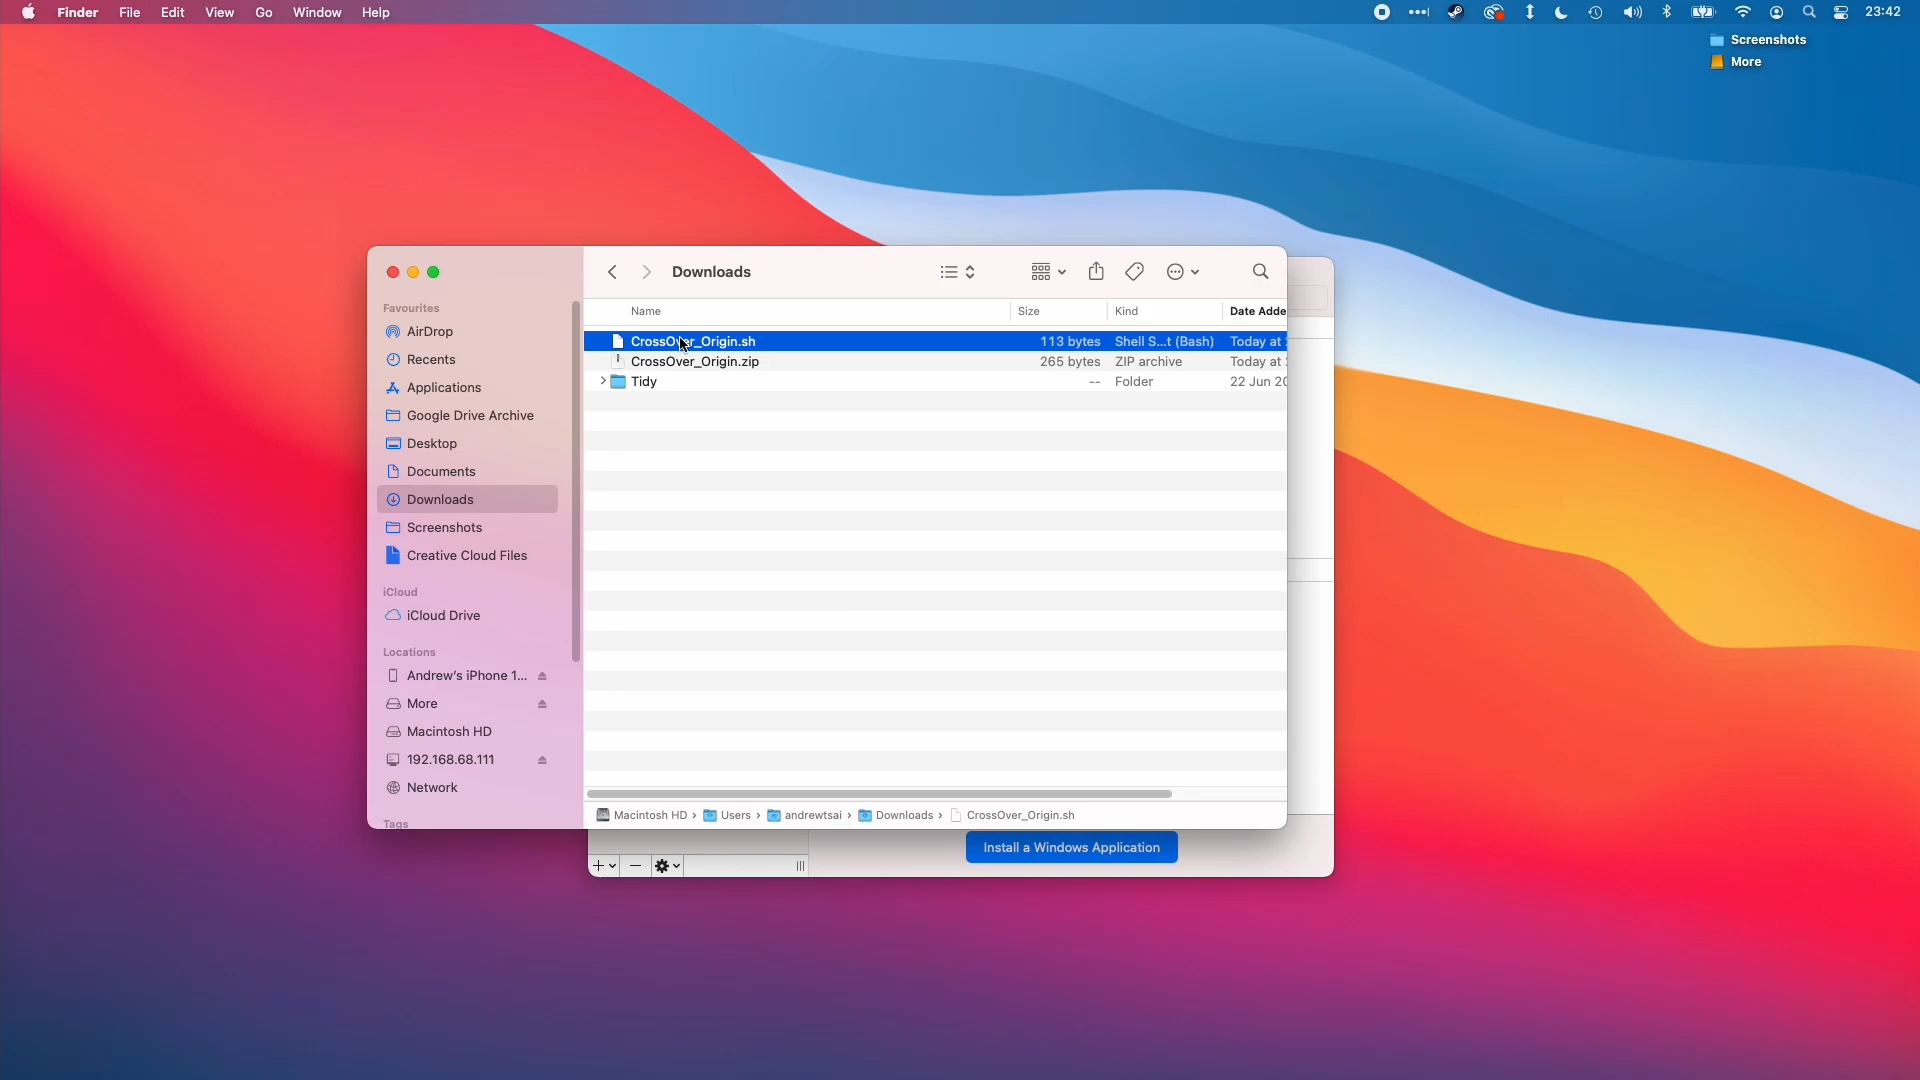 Finder File Edit View Go Window Help 23:42
Screenshots
More
Downloads
Favourites
AirDrop
Recents
Applications
Google Drive Archive
Desktop
Documents
Downloads
Screenshots
Creative Cloud Files
iCloud
iCloud Drive
Locations
Andrew's iPhone 1...
More
Macintosh HD
192.168.68.111
Network
Tags
Name Size Kind Date Adde
CrossOver_Origin.sh 113 bytes Shell S...t (Bash) Today at
CrossOver_Origin.zip 265 bytes ZIP archive Today at
Tidy -- Folder 22 Jun 20
Macintosh HD › Users › andrewtsai › Downloads › CrossOver_Origin.sh
Install a Windows Application